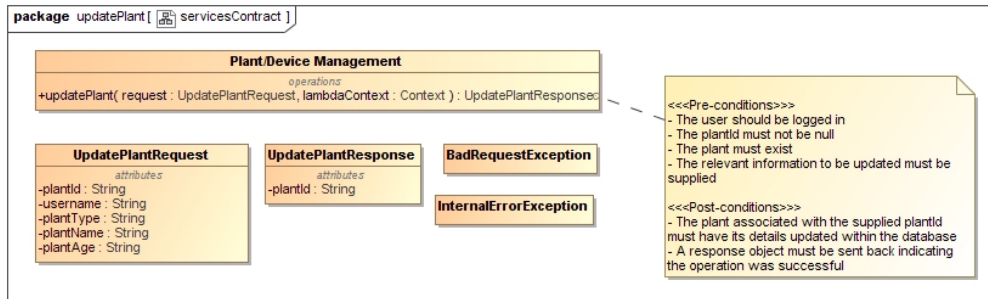 package updatePlant [ servicesContract ]
Plant/Device Management
operations
+updatePlant( request : UpdatePlantRequest, lambdaContext : Context ) : UpdatePlantResponse
<<<Pre-conditions>>>
- The user should be logged in
- The plantId must not be null
- The plant must exist
- The relevant information to be updated must be
supplied
<<<Post-conditions>>>
- The plant associated with the supplied plantId
must have its details updated within the database
- A response object must be sent back indicating
the operation was successful
UpdatePlantRequest
attributes
-plantId : String
-username : String
-plantType : String
-plantName : String
-plantAge : String
UpdatePlantResponse
attributes
-plantId : String
BadRequestException
InternalErrorException